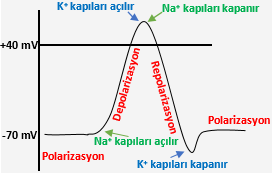 K⁺ kapıları açılır
Na⁺ kapıları kapanır
+40 mV
Depolarizasyon
Repolarizasyon
Polarizasyon
-70 mV
Na⁺ kapıları açılır
Polarizasyon
K⁺ kapıları kapanır